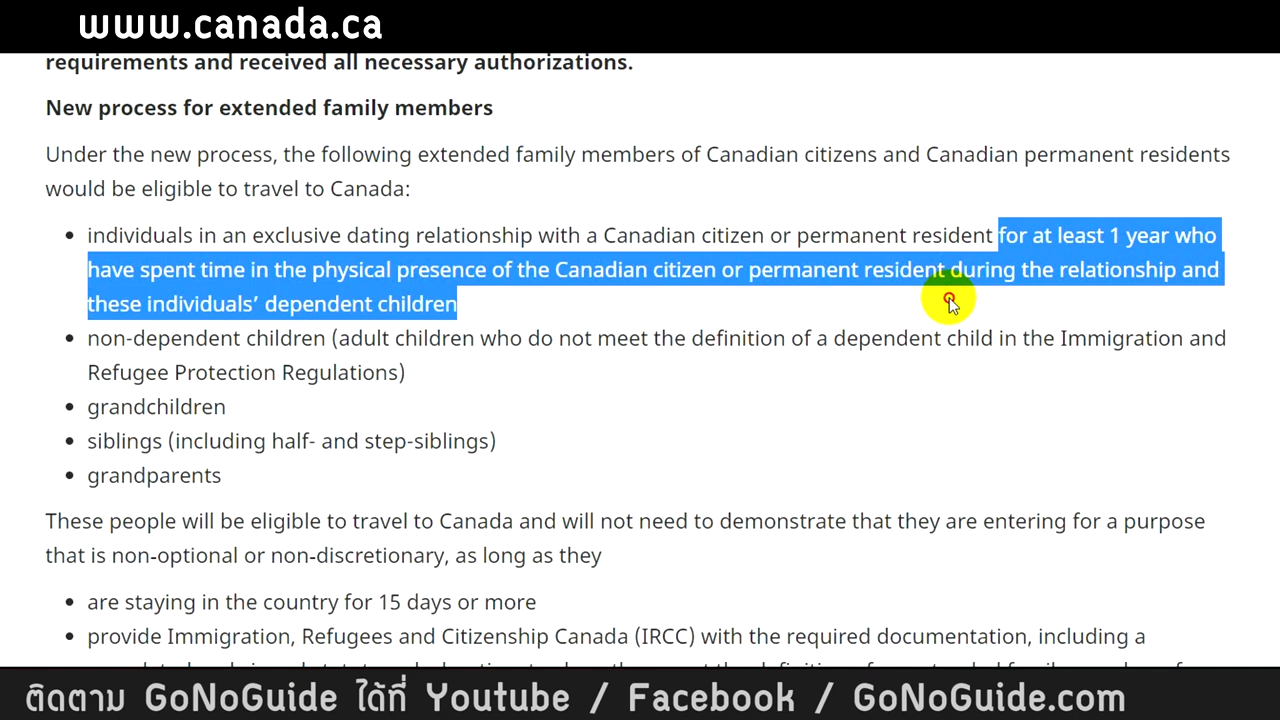 www.canada.ca
requirements and received all necessary authorizations.
New process for extended family members
Under the new process, the following extended family members of Canadian citizens and Canadian permanent residents
would be eligible to travel to Canada:
• individuals in an exclusive dating relationship with a Canadian citizen or permanent resident for at least 1 year who
have spent time in the physical presence of the Canadian citizen or permanent resident during the relationship and
these individuals’ dependent children
• non-dependent children (adult children who do not meet the definition of a dependent child in the Immigration and
Refugee Protection Regulations)
• grandchildren
• siblings (including half- and step-siblings)
• grandparents
These people will be eligible to travel to Canada and will not need to demonstrate that they are entering for a purpose
that is non-optional or non-discretionary, as long as they
• are staying in the country for 15 days or more
• provide Immigration, Refugees and Citizenship Canada (IRCC) with the required documentation, including a
ติดตาม GoNoGuide ได้ที่ Youtube / Facebook / GoNoGuide.com